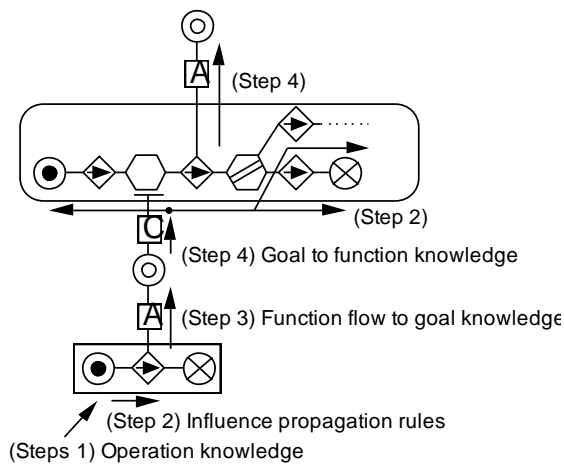 A
(Step 4)
(Step 2)
C
(Step 4) Goal to function knowledge
A
(Step 3) Function flow to goal knowledge
(Step 2) Influence propagation rules
(Steps 1) Operation knowledge